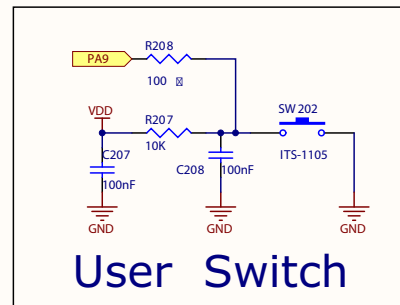 R208
PA9
100
VDD
R207
SW202
10K
C207
C208
ITS-1105
100nF
100nF
GND
GND
GND
User Switch